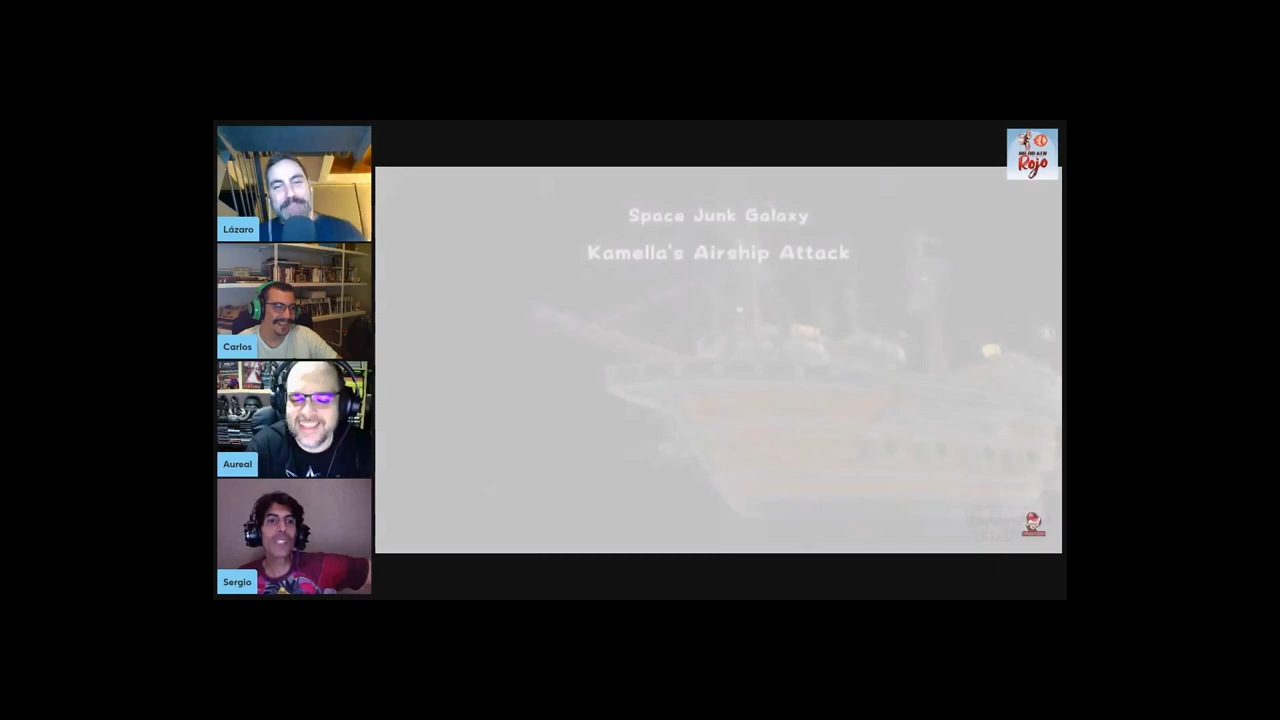 Rojo
Lázaro
Space Junk Galaxy
Kamella's Airship Attack
Carlos
Aureal
Sergio